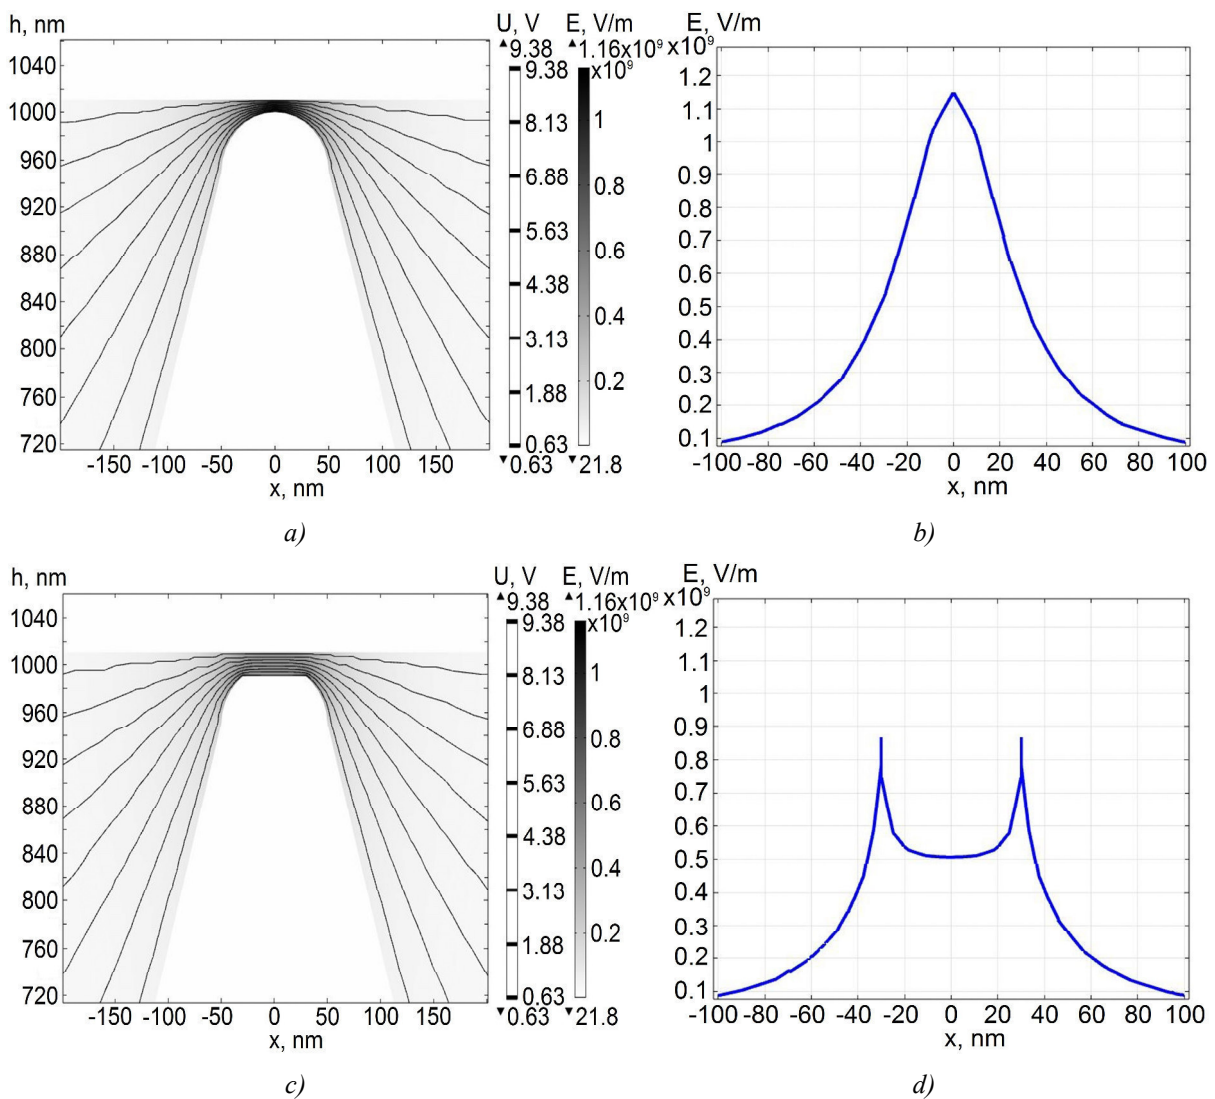 h, nm
U, V
E, V/m
▲9.38
▲1.16x10⁹
x10⁹
9.38
8.13
6.88
5.63
4.38
3.13
1.88
0.63
▼0.63
1
0.8
0.6
0.4
0.2
▼21.8
1040
1000
960
920
880
840
800
760
720
-150 -100 -50 0 50 100 150
x, nm
a)
E, V/m
x10⁹
1.2
1.1
1
0.9
0.8
0.7
0.6
0.5
0.4
0.3
0.2
0.1
-100 -80 -60 -40 -20 0 20 40 60 80 100
x, nm
b)
h, nm
U, V
E, V/m
▲9.38
▲1.16x10⁹
x10⁹
9.38
8.13
6.88
5.63
4.38
3.13
1.88
0.63
▼0.63
1
0.8
0.6
0.4
0.2
▼21.8
1040
1000
960
920
880
840
800
760
720
-150 -100 -50 0 50 100 150
x, nm
c)
E, V/m
x10⁹
1.2
1.1
1
0.9
0.8
0.7
0.6
0.5
0.4
0.3
0.2
0.1
-100 -80 -60 -40 -20 0 20 40 60 80 100
x, nm
d)